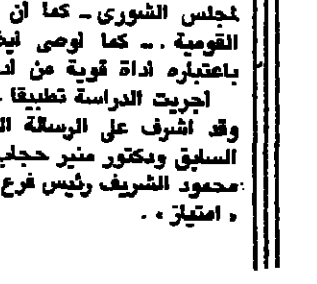 لمجلس الشورى ـ كما أن
القومية . .. كما أوصى
باعتباره أداة قوية من
اجريت الدراسة تطبيقا
وقد أشرف على الرسالة
السابق ودكتور منير حجاب
محمود الشريف رئيس فرع
« امتياز » .